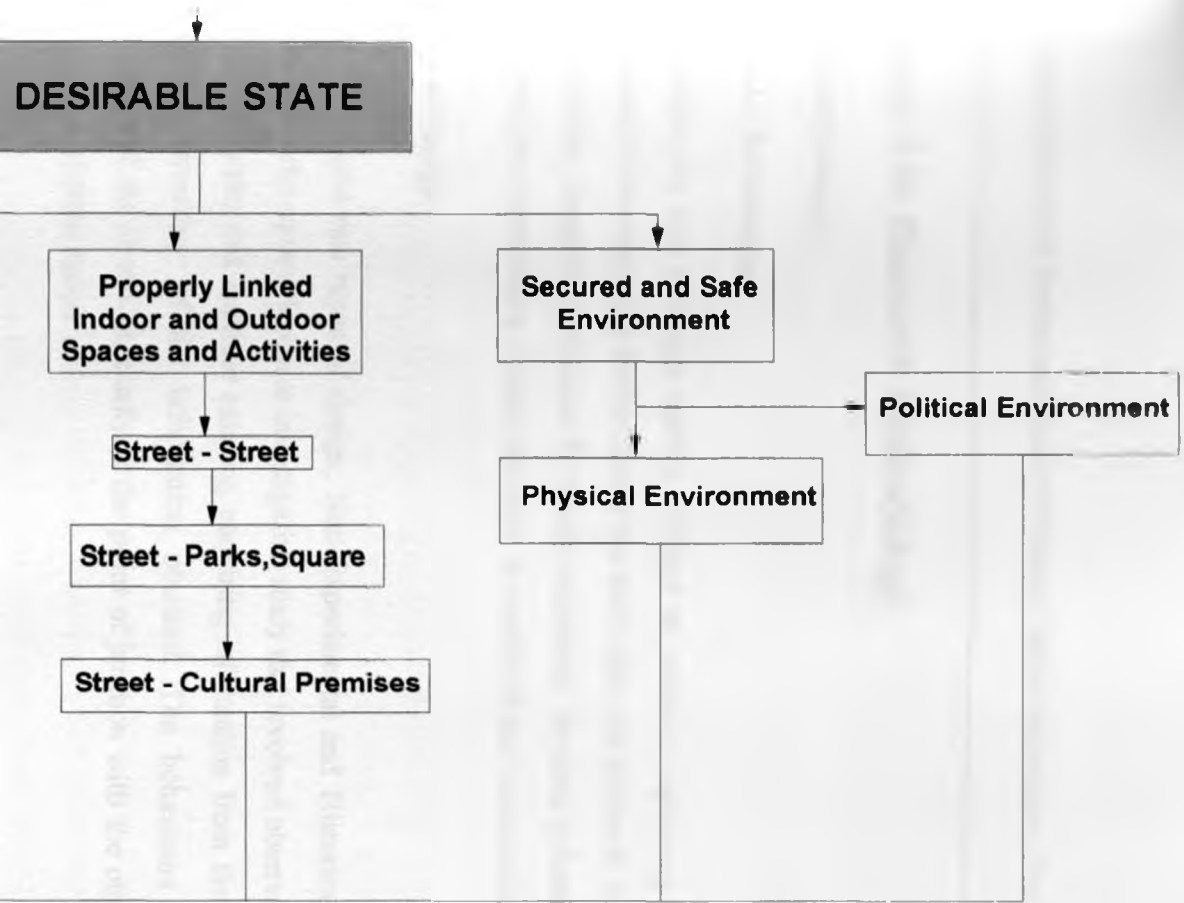 DESIRABLE STATE
Properly Linked
Indoor and Outdoor
Spaces and Activities
Street - Street
Street - Parks,Square
Street - Cultural Premises
Secured and Safe
Environment
Physical Environment
Political Environment